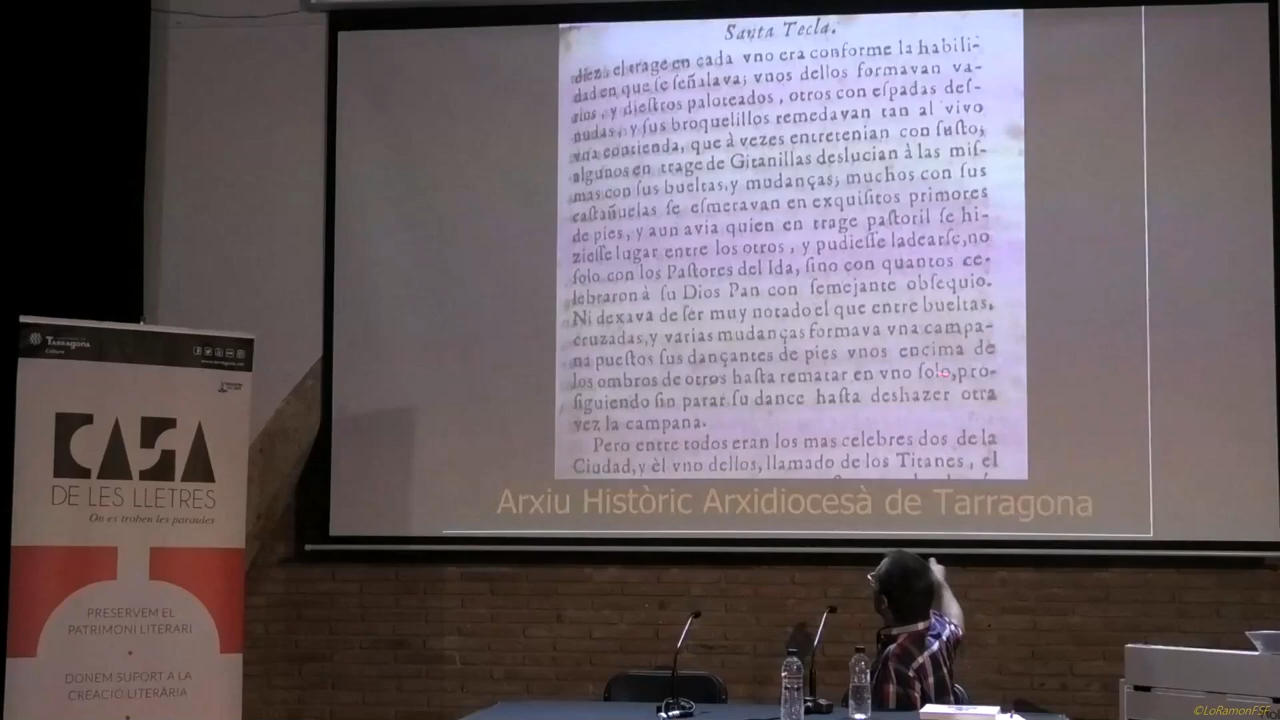 Santa Tecla.
diez, el trage en cada vno era conforme la habili-
dad en que ſe ſeñalava; vnos dellos formavan va-
rios, y dieſtros paloteados, otros con eſpadas deſ-
nudas, y ſus broquelillos remedavan tan al vivo
vna contienda, que à vezes entretenian con ſuſto;
algunos en trage de Gitanillas deslucian à las miſ-
mas con ſus bueltas, y mudanças; muchos con ſus
caſtañuelas ſe eſmeravan en exquiſitos primores
de pies, y aun avia quien en trage paſtoril ſe hi-
zieſſe lugar entre los otros, y pudieſſe ladearſe, no
ſolo con los Paſtores del Ida, ſino con quantos ce-
lebraron à ſu Dios Pan con ſemejante obſequio.
Ni dexava de ſer muy notado el que entre bueltas,
cruzadas, y varias mudanças formava vna campa-
na pueſtos ſus dançantes de pies vnos encima de
los ombros de otros haſta rematar en vno ſolo, pro-
ſiguiendo ſin parar ſu dance haſta deshazer otra
vez la campana.
Pero entre todos eran los mas celebres dos de la
Ciudad, y èl vno dellos, llamado de los Titanes, el
Arxiu Històric Arxidiocesà de Tarragona
TARRAGONA
Cultura
CASA
DE LES LLETRES
On es troben les paraules
PRESERVEM EL
PATRIMONI LITERARI
DONEM SUPORT A LA
CREACIÓ LITERÀRIA
©LoRamonFSF